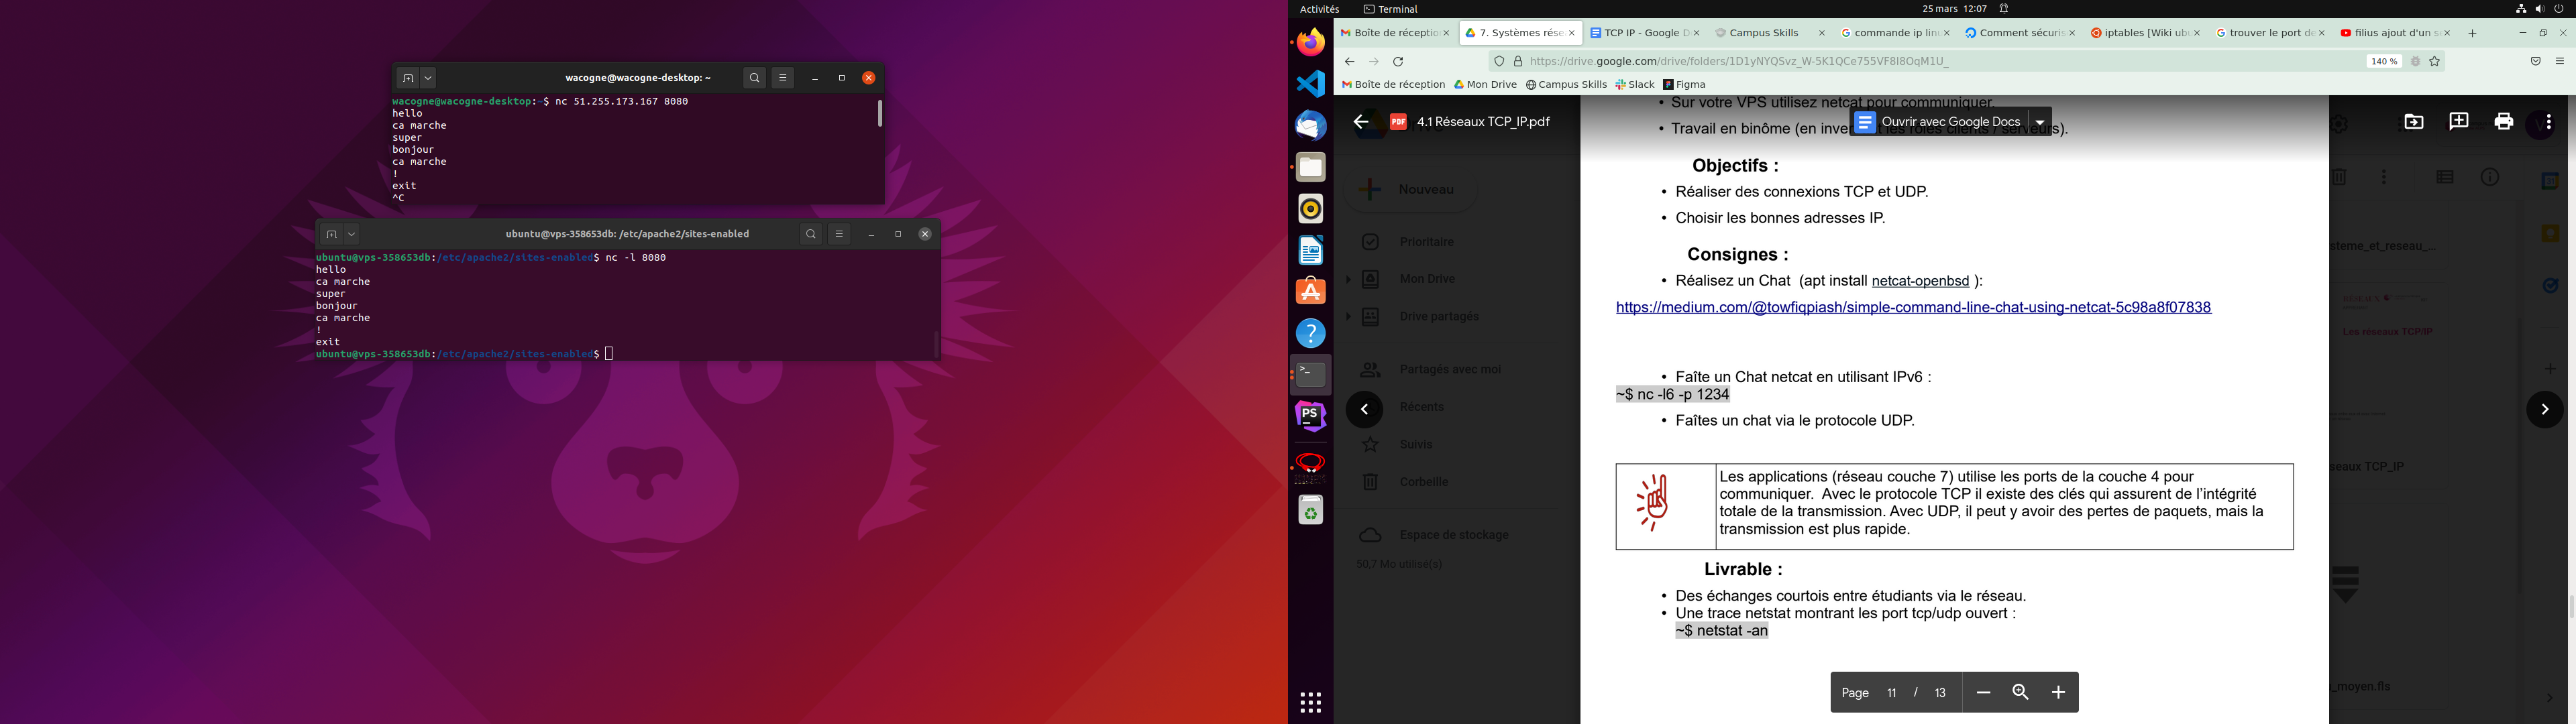 wacogne@wacogne-desktop: ~
wacogne@wacogne-desktop:~$ nc 51.255.173.167 8080
hello
ca marche
super
bonjour
ca marche
!
exit
^C
ubuntu@vps-358653db: /etc/apache2/sites-enabled
ubuntu@vps-358653db:/etc/apache2/sites-enabled$ nc -l 8080
hello
ca marche
super
bonjour
ca marche
!
exit
ubuntu@vps-358653db:/etc/apache2/sites-enabled$
Activités
Terminal
25 mars 12:07
Boîte de réceptio
7. Systèmes rése
TCP IP - Google D
Campus Skills
commande ip lin
Comment sécuris
iptables [Wiki ub
trouver le port de
filius ajout d'un s
https://drive.google.com/drive/folders/1D1yNYQSvz_W-5K1QCe755VF8I8OqM1U_
140 %
Boîte de réception
Mon Drive
Campus Skills
Slack
Figma
PDF
4.1 Réseaux TCP_IP.pdf
Ouvrir avec Google Docs
Nouveau
Prioritaire
Mon Drive
Drive partagés
Partagés avec moi
Récents
Suivis
Corbeille
Espace de stockage
50,7 Mo utilisé(s)
• Sur votre VPS utilisez netcat pour communiquer.
• Travail en binôme (en inve les rôles clients / serveurs).
Objectifs :
• Réaliser des connexions TCP et UDP.
• Choisir les bonnes adresses IP.
Consignes :
• Réalisez un Chat (apt install netcat-openbsd ):
https://medium.com/@towfiqpiash/simple-command-line-chat-using-netcat-5c98a8f07838
• Faîte un Chat netcat en utilisant IPv6 :
~$ nc -l6 -p 1234
• Faîtes un chat via le protocole UDP.
Les applications (réseau couche 7) utilise les ports de la couche 4 pour
communiquer. Avec le protocole TCP il existe des clés qui assurent de l'intégrité
totale de la transmission. Avec UDP, il peut y avoir des pertes de paquets, mais la
transmission est plus rapide.
Livrable :
• Des échanges courtois entre étudiants via le réseau.
• Une trace netstat montrant les port tcp/udp ouvert :
~$ netstat -an
Page 11 / 13
steme_et_reseau_...
Les réseaux TCP/IP
seaux TCP_IP
_moyen.fls
PS